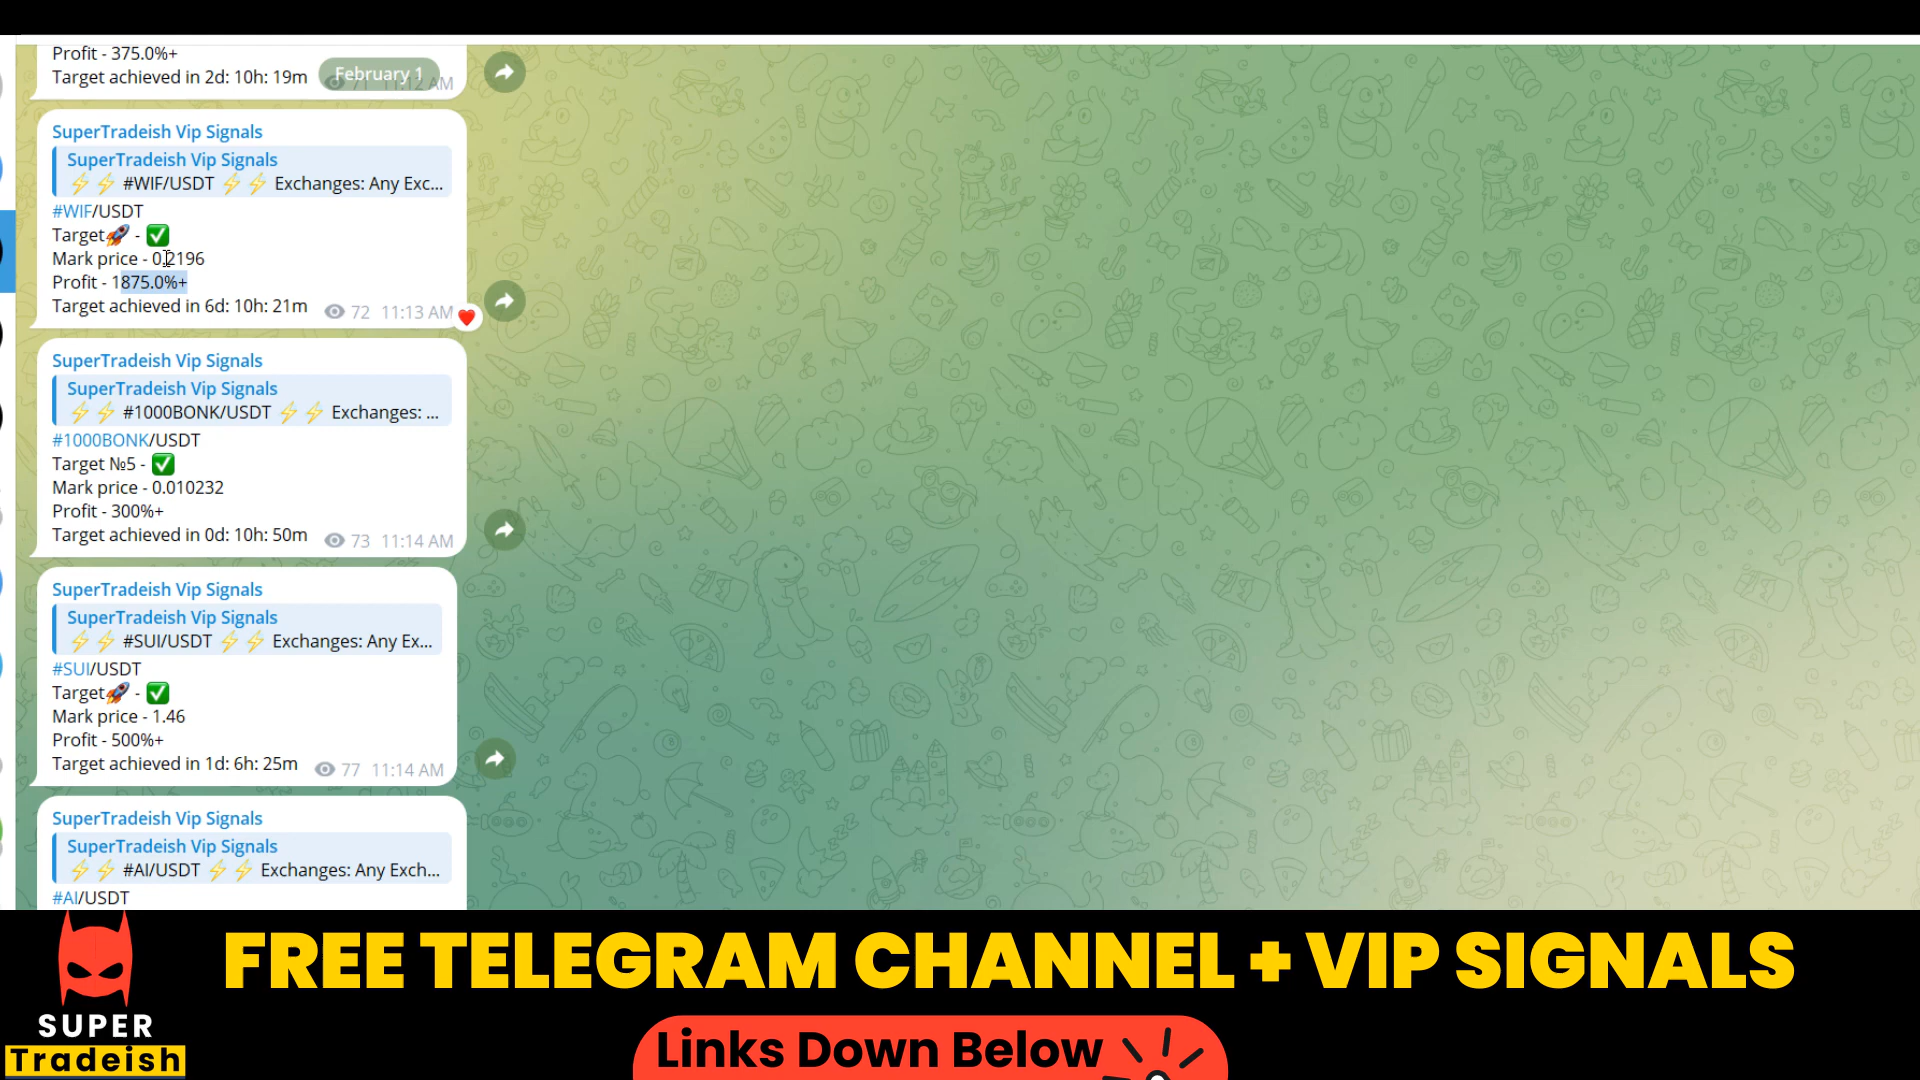 Profit - 375.0%+
Target achieved in 2d: 10h: 19m
February 1
SuperTradeish Vip Signals
SuperTradeish Vip Signals
⚡⚡ #WIF/USDT ⚡⚡ Exchanges: Any Exc...
#WIF/USDT
Target🚀 - ✅
Mark price - 0.2196
Profit - 1875.0%+
Target achieved in 6d: 10h: 21m 72 11:13 AM
SuperTradeish Vip Signals
SuperTradeish Vip Signals
⚡⚡ #1000BONK/USDT ⚡⚡ Exchanges: ...
#1000BONK/USDT
Target №5 - ✅
Mark price - 0.010232
Profit - 300%+
Target achieved in 0d: 10h: 50m 73 11:14 AM
SuperTradeish Vip Signals
SuperTradeish Vip Signals
⚡⚡ #SUI/USDT ⚡⚡ Exchanges: Any Ex...
#SUI/USDT
Target🚀 - ✅
Mark price - 1.46
Profit - 500%+
Target achieved in 1d: 6h: 25m 77 11:14 AM
SuperTradeish Vip Signals
SuperTradeish Vip Signals
⚡⚡ #AI/USDT ⚡⚡ Exchanges: Any Exch...
#AI/USDT
FREE TELEGRAM CHANNEL + VIP SIGNALS
SUPER
Tradeish
Links Down Below